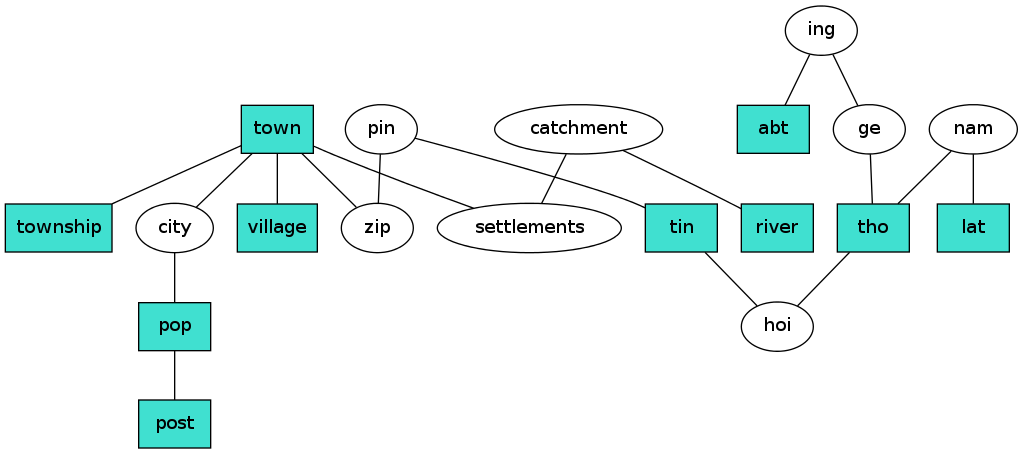 ing
town
pin
catchment
abt
ge
nam
township
city
village
zip
settlements
tin
river
tho
lat
pop
hoi
post